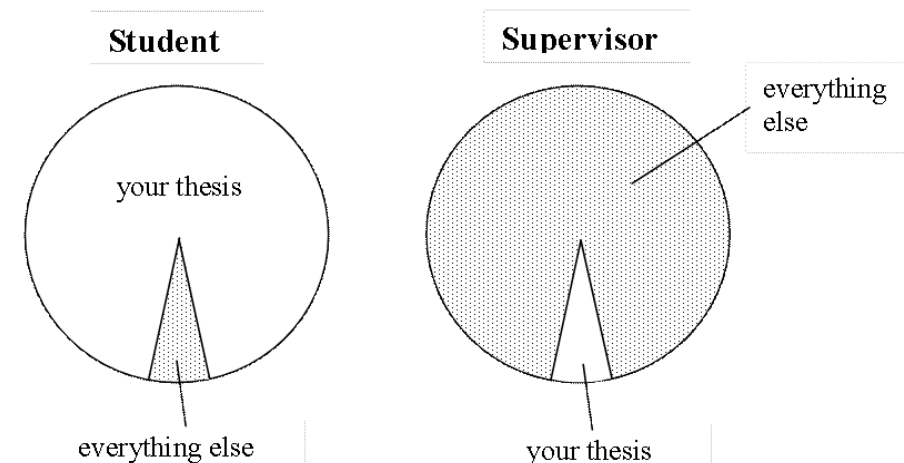 Student
Supervisor
everything
else
your thesis
everything else
your thesis